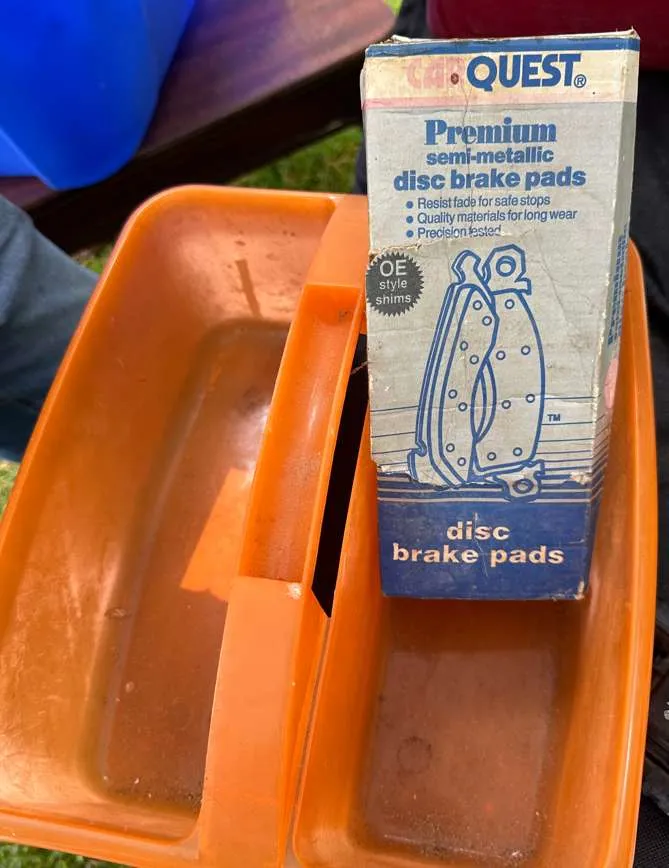 carQUEST®
Premium
semi-metallic
disc brake pads
• Resist fade for safe stops
• Quality materials for long wear
• Precision tested
OE
style
shims
TM
disc
brake pads